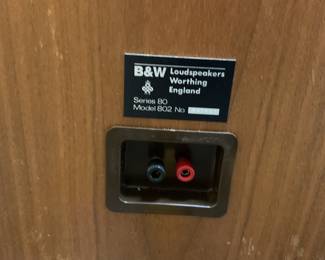 B&W Loudspeakers
Worthing
England
Series 80
Model 802 No